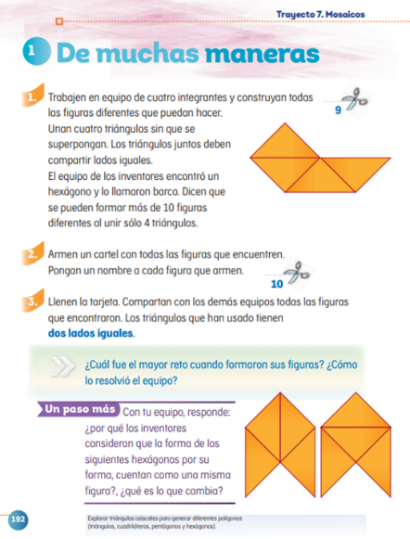 Trayecto 7. Mosaicos
1 De muchas maneras
1. Trabajen en equipo de cuatro integrantes y construyan todas
las figuras diferentes que puedan hacer.
9
Unan cuatro triángulos sin que se
superpongan. Los triángulos juntos deben
compartir lados iguales.
El equipo de los inventores encontró un
hexágono y lo llamaron barco. Dicen que
se pueden formar más de 10 figuras
diferentes al unir sólo 4 triángulos.
2. Armen un cartel con todas las figuras que encuentren.
Pongan un nombre a cada figura que armen.
10
3. Llenen la tarjeta. Compartan con los demás equipos todas las figuras
que encontraron. Los triángulos que han usado tienen
dos lados iguales.
¿Cuál fue el mayor reto cuando formaron sus figuras? ¿Cómo
lo resolvió el equipo?
Un paso más Con tu equipo, responde:
¿por qué los inventores
consideran que la forma de los
siguientes hexágonos por su
forma, cuentan como una misma
figura?, ¿qué es lo que cambia?
192
Explorar triángulos isósceles para generar diferentes polígonos
(triángulos, cuadriláteros, pentágonos y hexágonos).